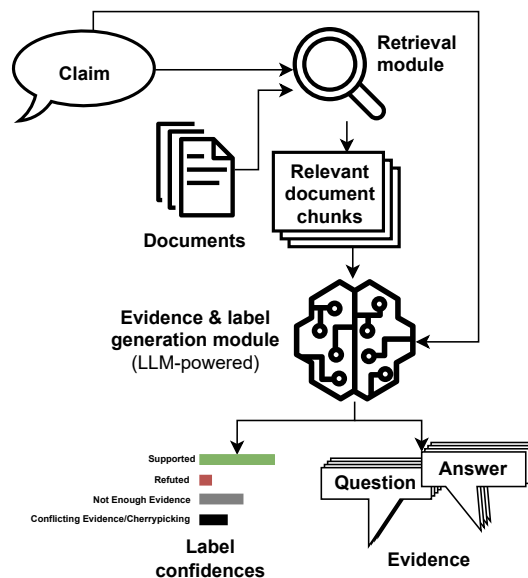 Claim
Retrieval
module
Documents
Relevant
document
chunks
Evidence & label
generation module
(LLM-powered)
Supported
Refuted
Not Enough Evidence
Conflicting Evidence/Cherrypicking
Label
confidences
Question
Answer
Evidence